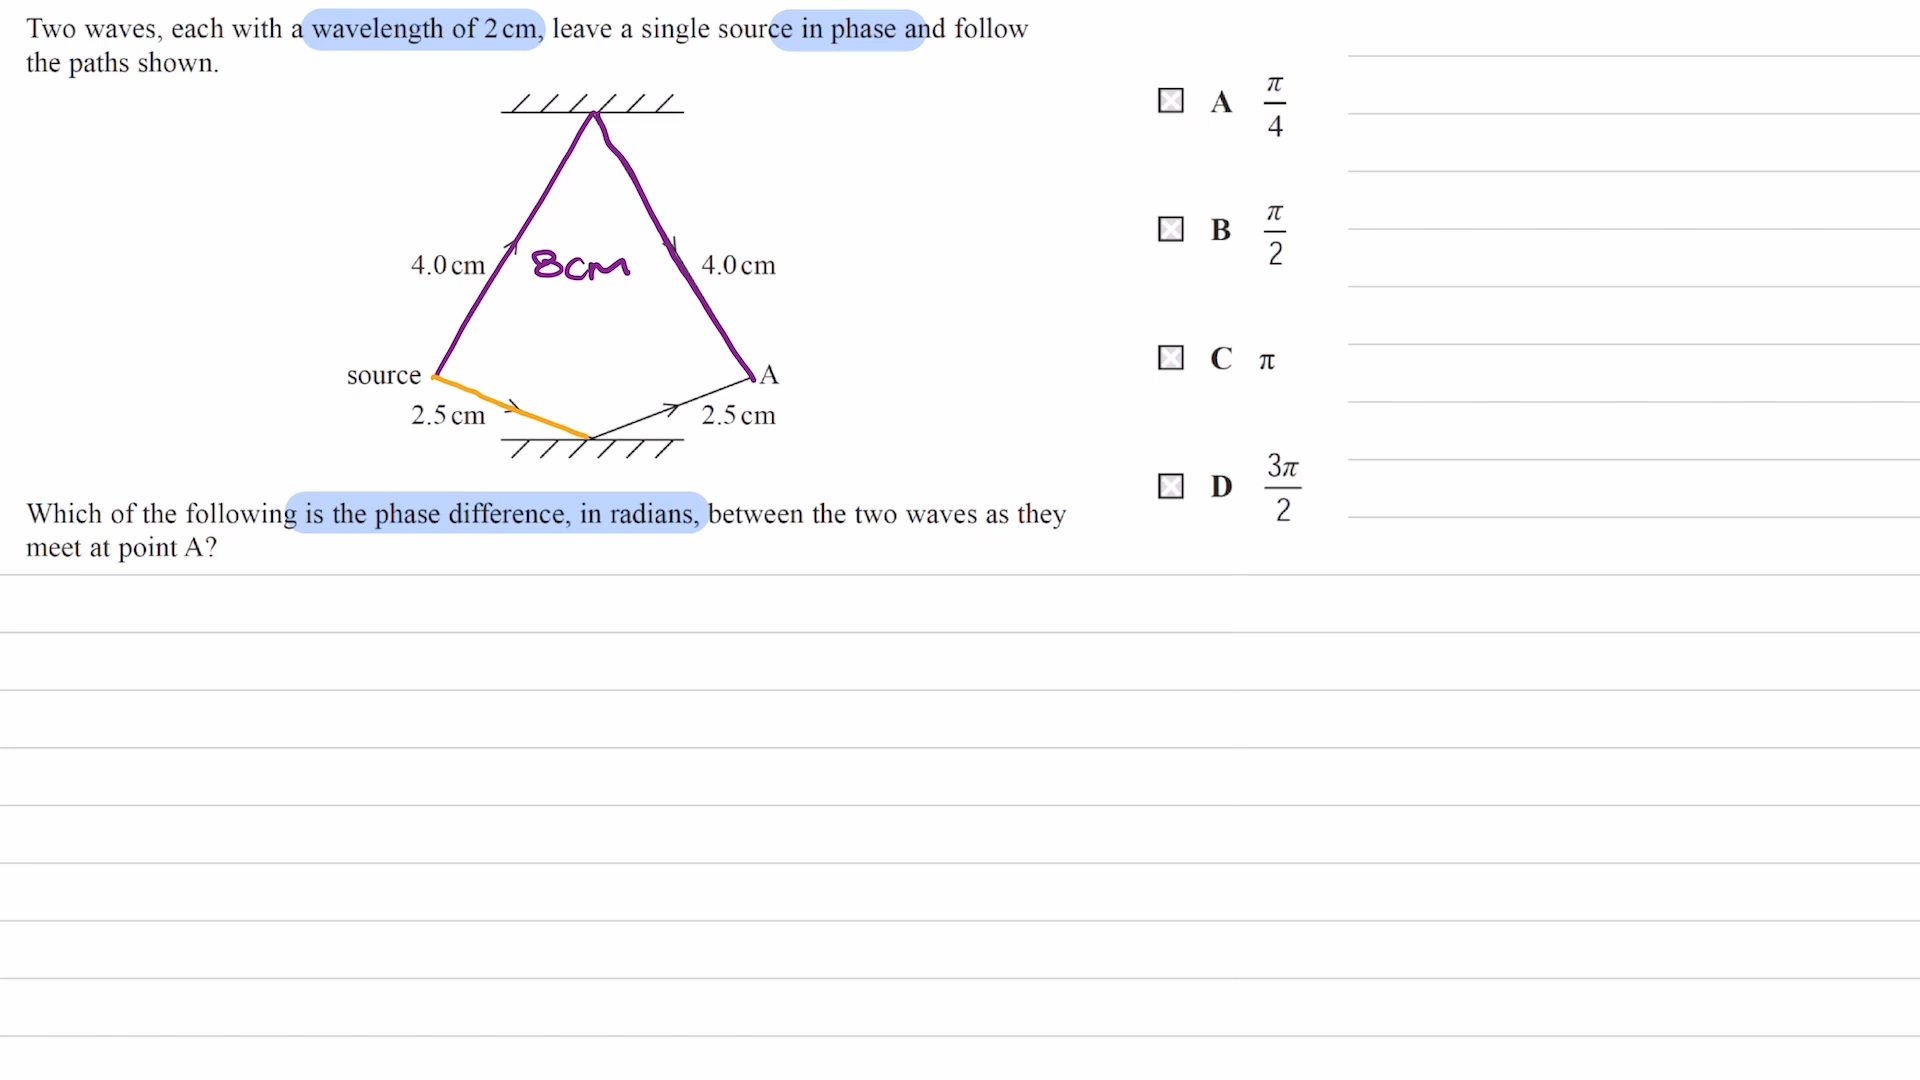 Two waves, each with a wavelength of 2 cm, leave a single source in phase and follow
the paths shown.
4.0 cm
8cm
4.0 cm
source
A
2.5 cm
2.5 cm
Which of the following is the phase difference, in radians, between the two waves as they
meet at point A?
A π/4
B π/2
C π
D 3π/2